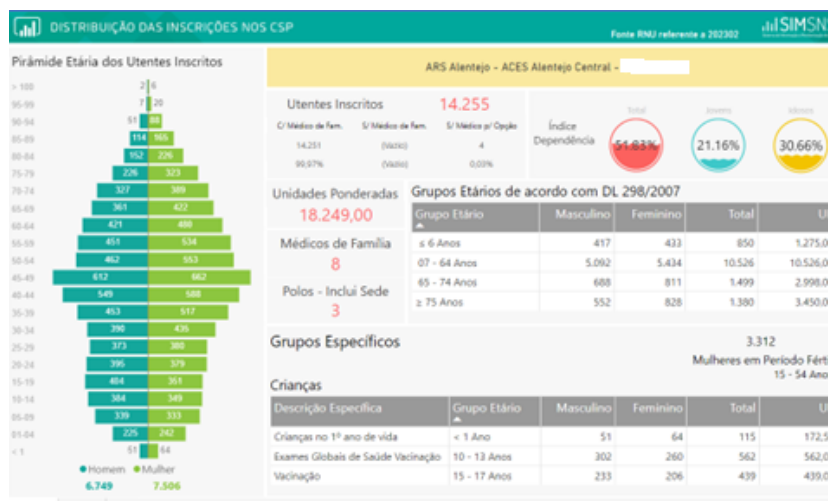 DISTRIBUIÇÃO DAS INSCRIÇÕES NOS CSP
Fonte RNU referente a 202302
SIMSN
Pirâmide Etária dos Utentes Inscritos
> 100 2 6
95-99 7 20
90-94 51 88
85-89 114 165
80-84 152 226
75-79 226 323
70-74 327 389
65-69 361 422
60-64 421 480
55-59 451 534
50-54 462 553
45-49 612 662
40-44 549 588
35-39 453 517
30-34 390 435
25-29 373 380
20-24 395 379
15-19 404 351
10-14 384 349
05-09 339 333
01-04 225 242
< 1 51 64
Homem Mulher
6.749 7.506
ARS Alentejo - ACES Alentejo Central -
Utentes Inscritos 14.255
C/ Médico de Fam. S/ Médico de Fam. S/ Médico p/ Opção
14.251 (Vazio) 4
99,97% (Vazio) 0,03%
Índice Dependência
Total Jovens Idosos
51.83% 21.16% 30.66%
Unidades Ponderadas
18.249,00
Médicos de Família
8
Polos - Inclui Sede
3
Grupos Etários de acordo com DL 298/2007
Grupo Etário Masculino Feminino Total U
≤ 6 Anos 417 433 850 1.275,0
07 - 64 Anos 5.092 5.434 10.526 10.526,0
65 - 74 Anos 688 811 1.499 2.998,0
≥ 75 Anos 552 828 1.380 3.450,0
Grupos Específicos
3.312
Mulheres em Período Férti
15 - 54 Ano
Crianças
Descrição Específica Grupo Etário Masculino Feminino Total U
Crianças no 1º ano de vida < 1 Ano 51 64 115 172,5
Exames Globais de Saúde Vacinação 10 - 13 Anos 302 260 562 562,0
Vacinação 15 - 17 Anos 233 206 439 439,0